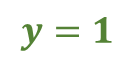 y = 1